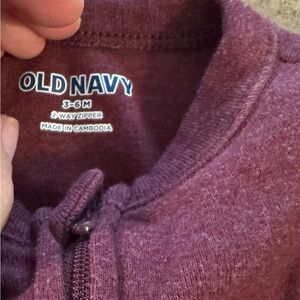 OLD NAVY
3-6 M
2 WAY ZIPPER
MADE IN CAMBODIA